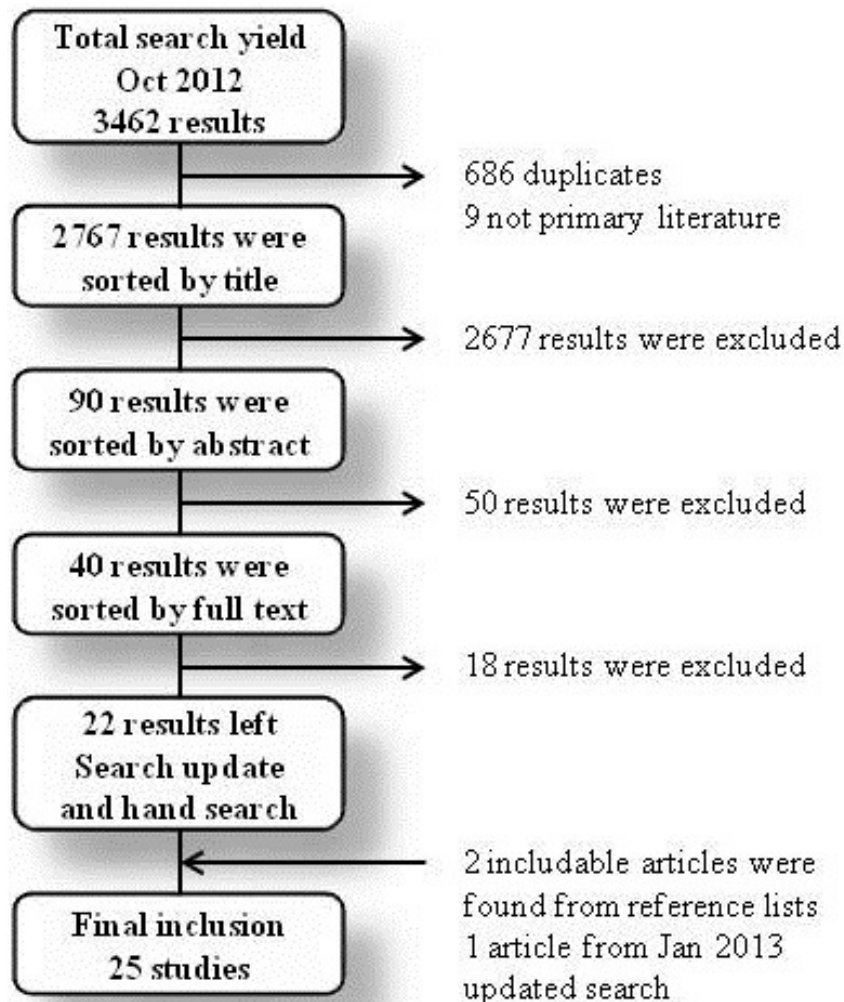 Total search yield
Oct 2012
3462 results
686 duplicates
9 not primary literature
2767 results were
sorted by title
2677 results were excluded
90 results were
sorted by abstract
50 results were excluded
40 results were
sorted by full text
18 results were excluded
22 results left
Search update
and hand search
2 includable articles were
found from reference lists
1 article from Jan 2013
updated search
Final inclusion
25 studies